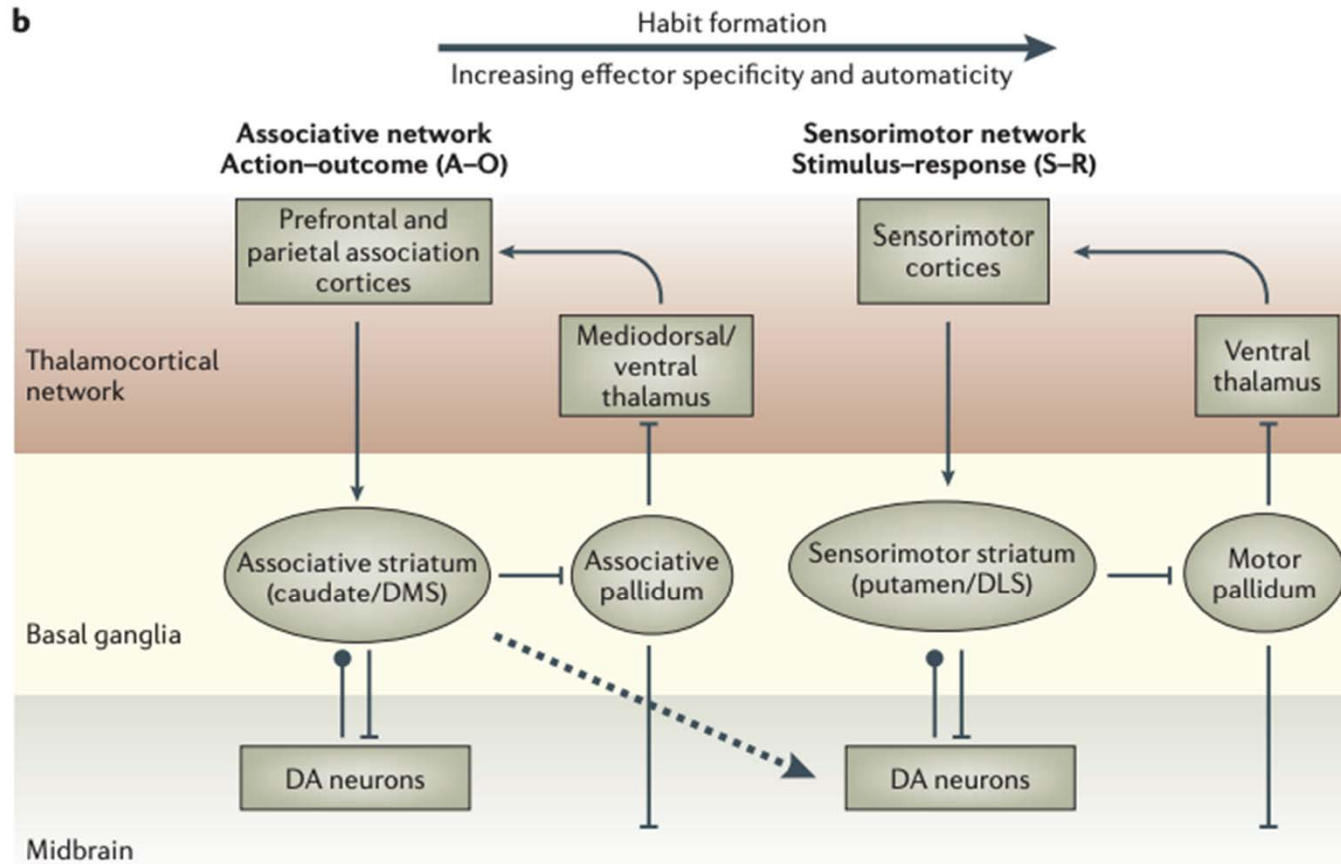 b
Habit formation
Increasing effector specificity and automaticity
Associative network
Action–outcome (A–O)
Sensorimotor network
Stimulus–response (S–R)
Prefrontal and
parietal association
cortices
Sensorimotor
cortices
Mediodorsal/
ventral
thalamus
Ventral
thalamus
Thalamocortical
network
Associative striatum
(caudate/DMS)
Associative
pallidum
Sensorimotor striatum
(putamen/DLS)
Motor
pallidum
Basal ganglia
DA neurons
DA neurons
Midbrain